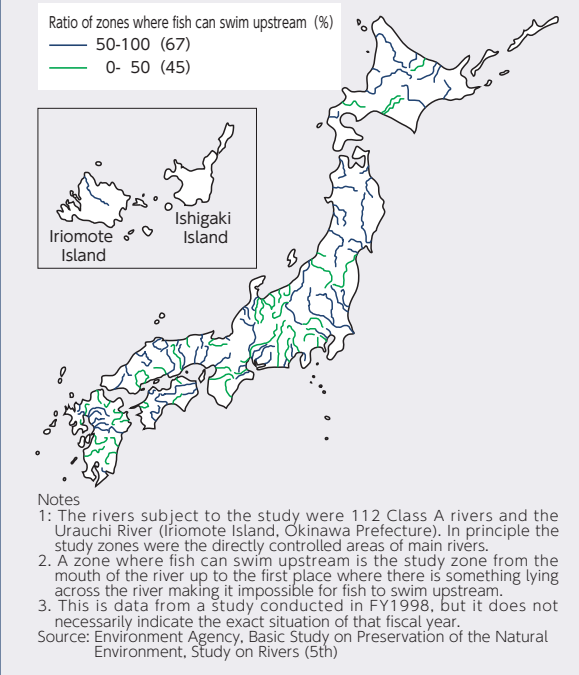 Ratio of zones where fish can swim upstream (%)
50-100 (67)
0- 50 (45)
Ishigaki
Island
Iriomote
Island
Notes
1: The rivers subject to the study were 112 Class A rivers and the
Urauchi River (Iriomote Island, Okinawa Prefecture). In principle the
study zones were the directly controlled areas of main rivers.
2. A zone where fish can swim upstream is the study zone from the
mouth of the river up to the first place where there is something lying
across the river making it impossible for fish to swim upstream.
3. This is data from a study conducted in FY1998, but it does not
necessarily indicate the exact situation of that fiscal year.
Source: Environment Agency, Basic Study on Preservation of the Natural
Environment, Study on Rivers (5th)